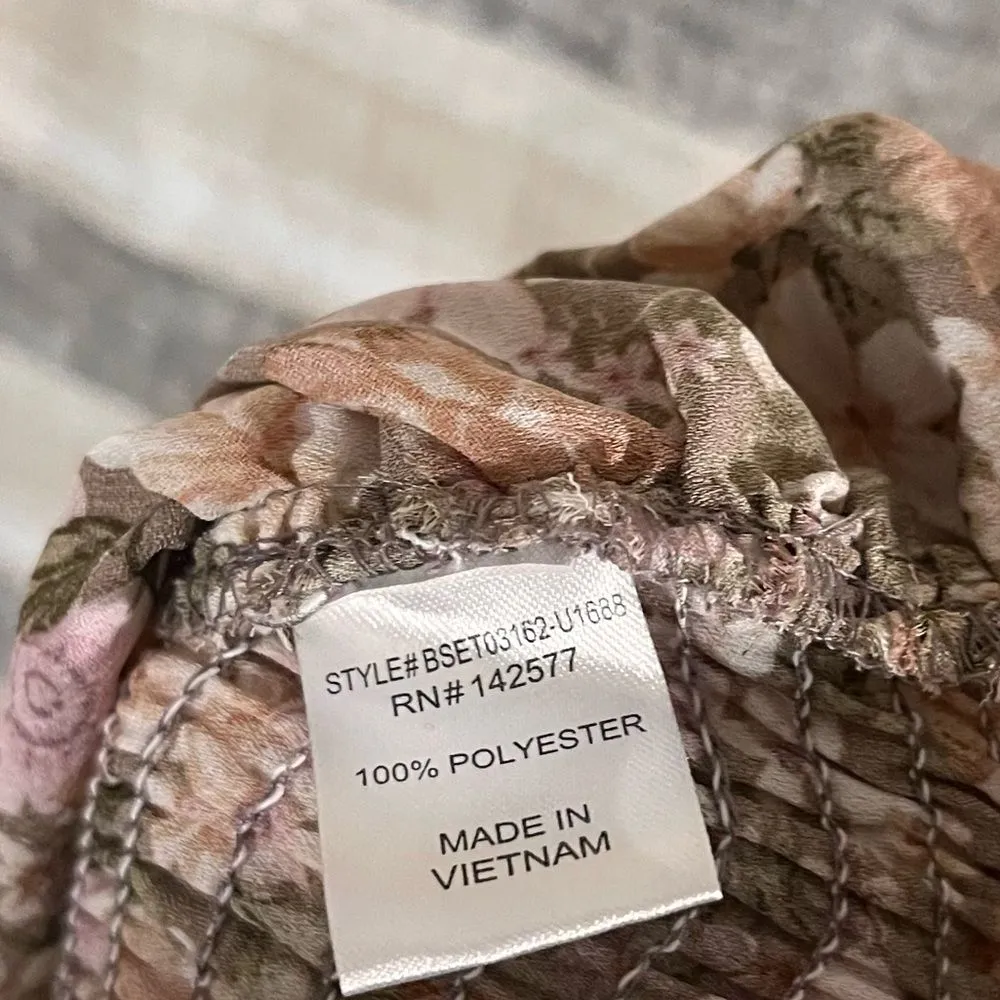 STYLE#BSET03162-U1688
RN#142577
100% POLYESTER
MADE IN
VIETNAM